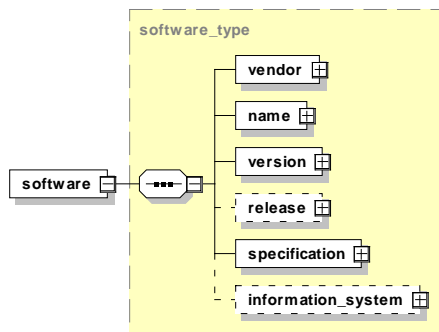 software_type
vendor
name
version
software
release
specification
information_system